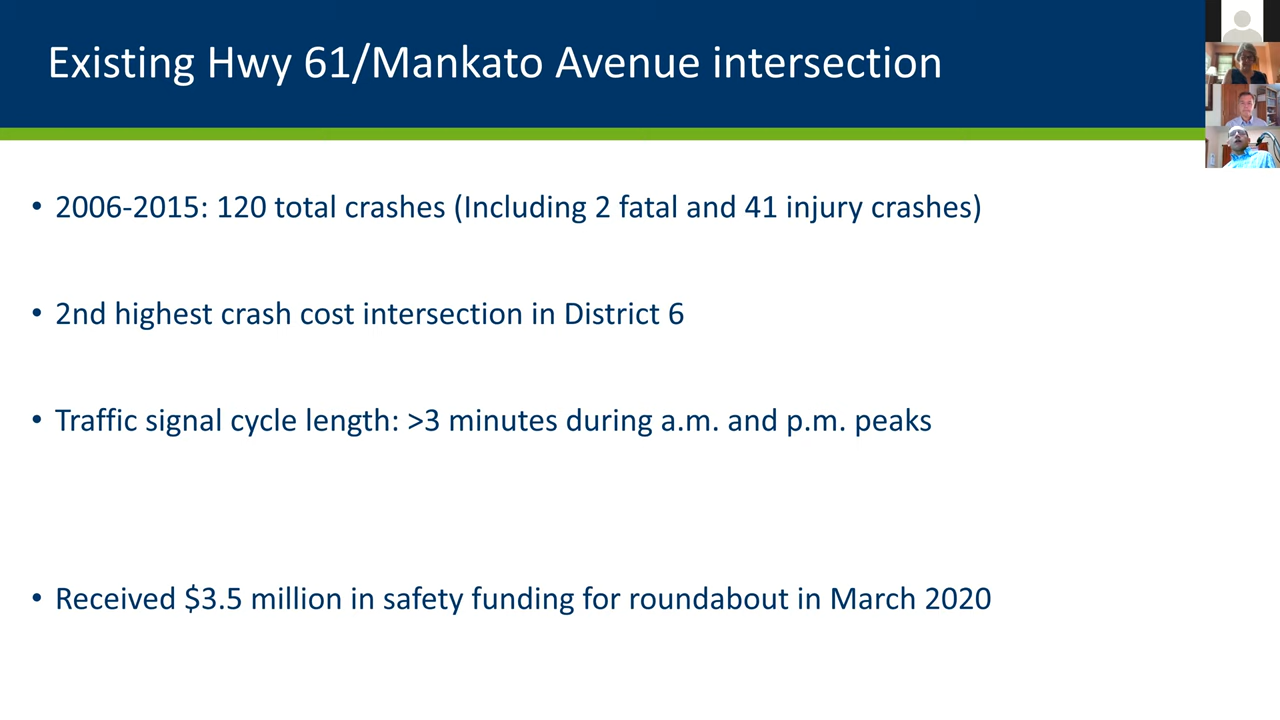 Existing Hwy 61/Mankato Avenue intersection
• 2006-2015: 120 total crashes (Including 2 fatal and 41 injury crashes)
• 2nd highest crash cost intersection in District 6
• Traffic signal cycle length: >3 minutes during a.m. and p.m. peaks
• Received $3.5 million in safety funding for roundabout in March 2020